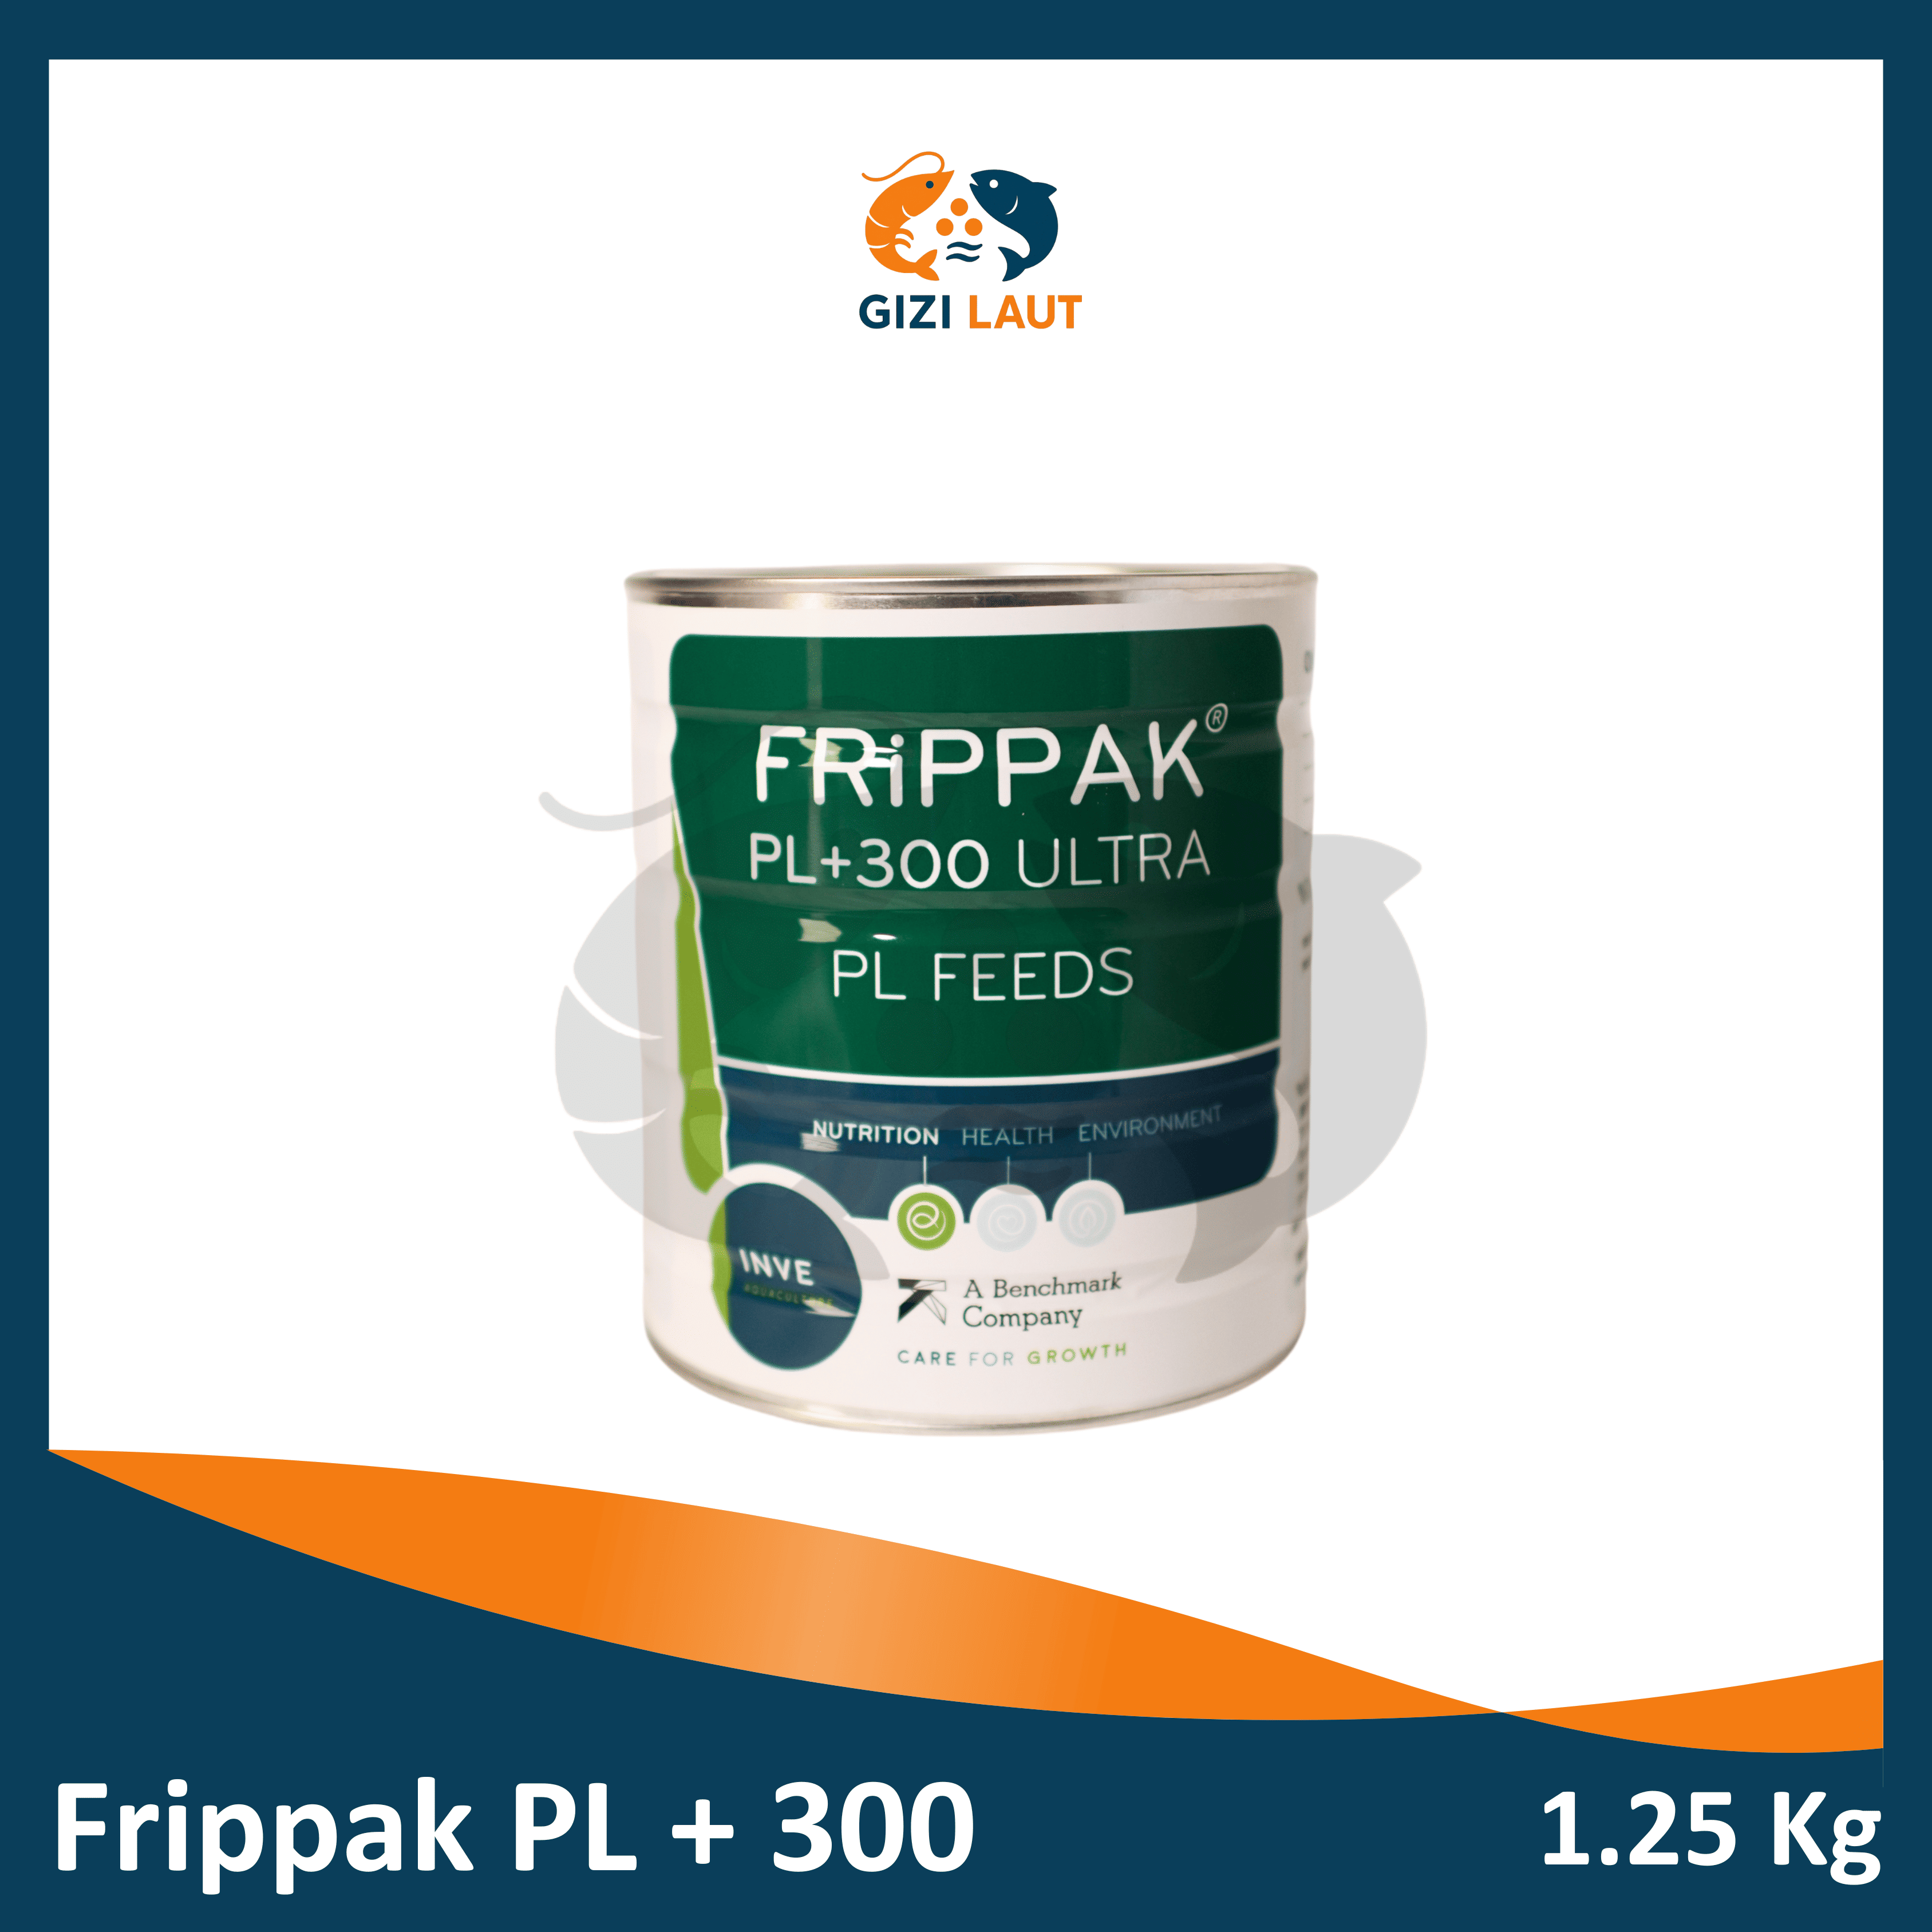 GIZI LAUT
FRiPPAK®
PL+300 ULTRA
PL FEEDS
NUTRITION HEALTH ENVIRONMENT
INVE
AQUACULTURE
A Benchmark
Company
CARE FOR GROWTH
Frippak PL + 300
1.25 Kg